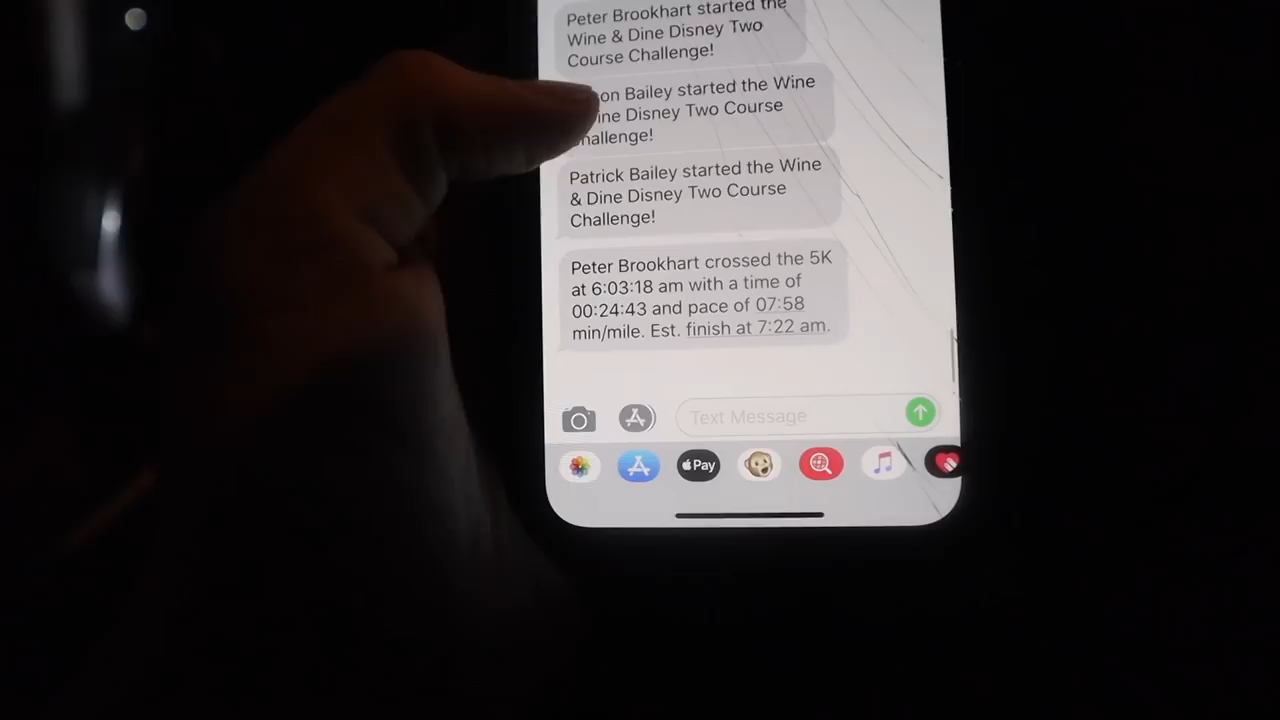 Peter Brookhart started the
Wine & Dine Disney Two
Course Challenge!
on Bailey started the Wine
ine Disney Two Course
hallenge!
Patrick Bailey started the Wine
& Dine Disney Two Course
Challenge!
Peter Brookhart crossed the 5K
at 6:03:18 am with a time of
00:24:43 and pace of 07:58
min/mile. Est. finish at 7:22 am.
Text Message
Pay